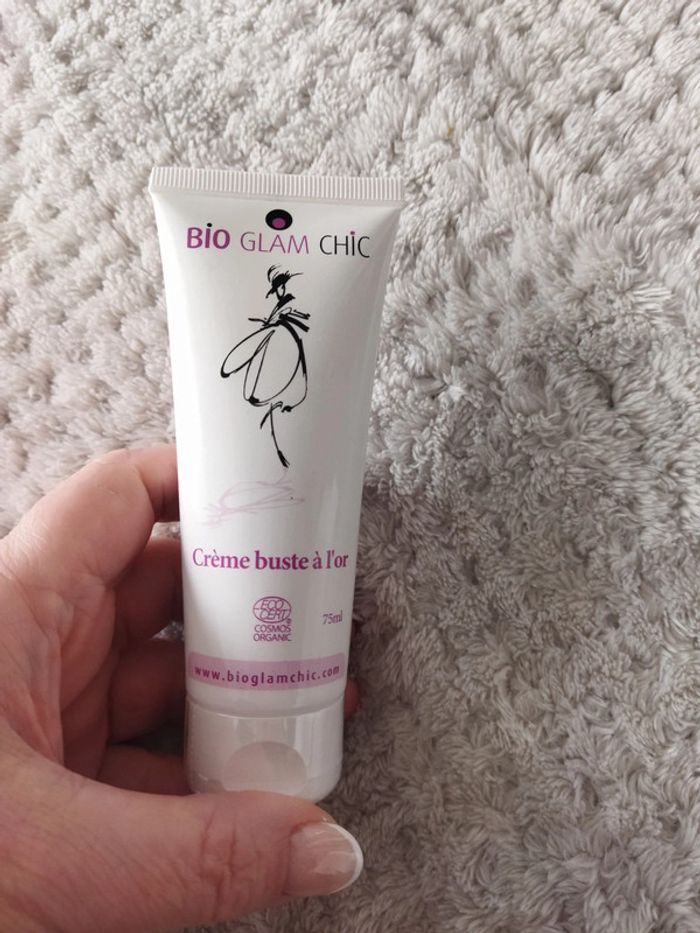 BiO GLAM CHiC
Crème buste à l'or
ECO
CERT®
COSMOS
ORGANIC
75ml
www.bioglamchic.com